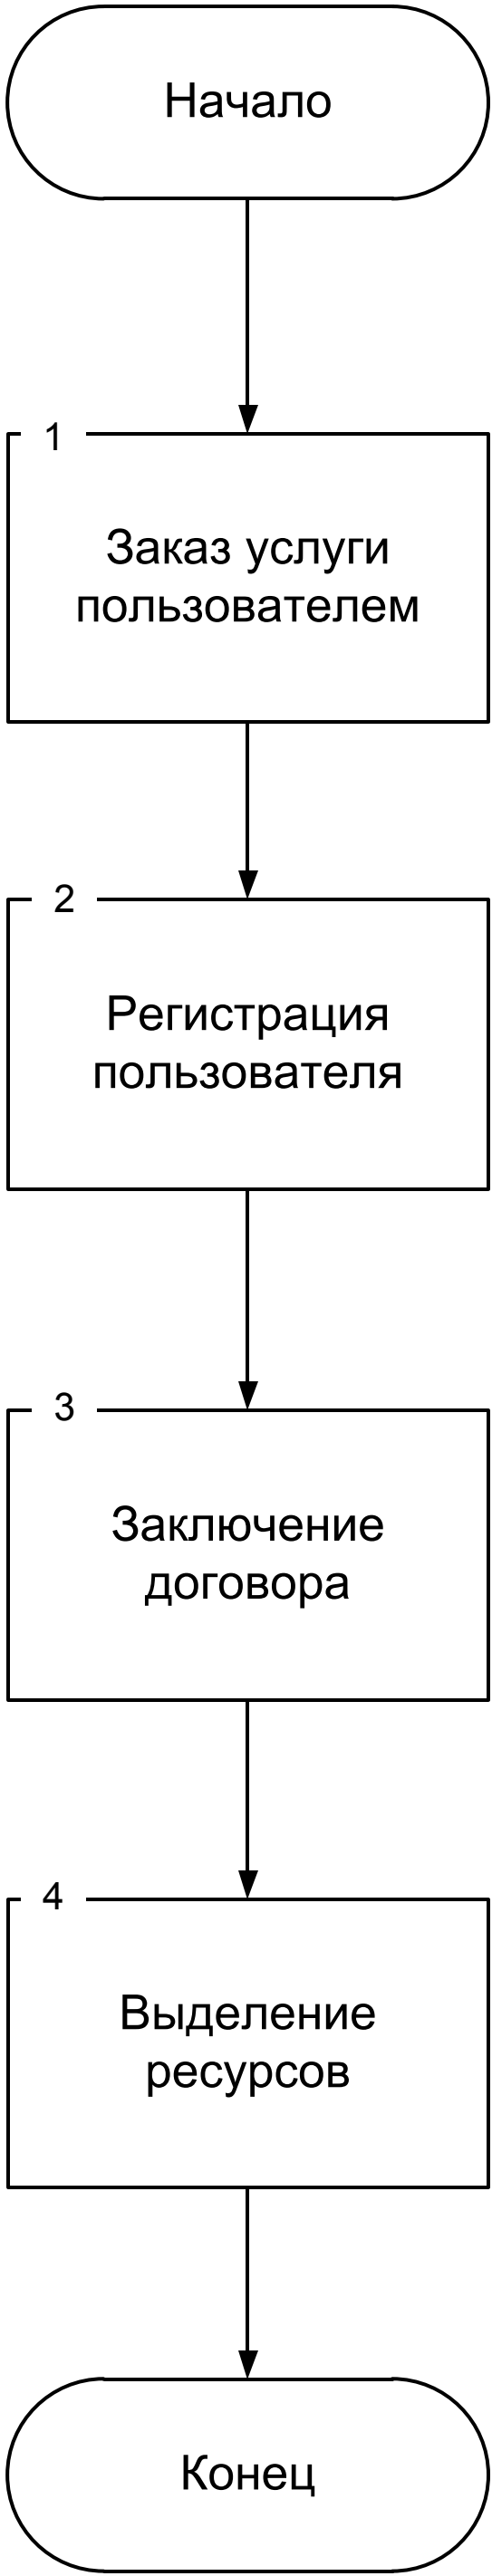 Начало
1
Заказ услуги
пользователем
2
Регистрация
пользователя
3
Заключение
договора
4
Выделение
ресурсов
Конец